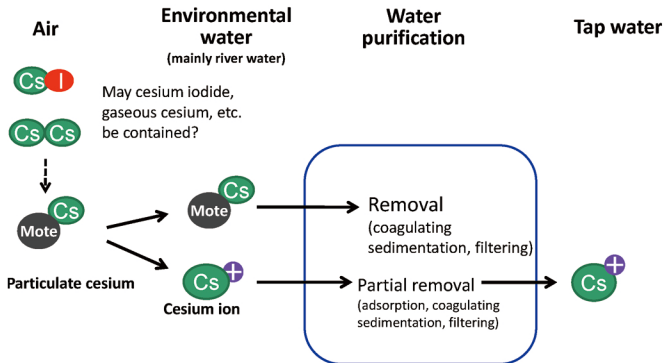 Air
Environmental
water
(mainly river water)
Water
purification
Tap water
Cs I
May cesium iodide,
gaseous cesium, etc.
be contained?
Cs Cs
Cs
Mote
Particulate cesium
Cs
Mote
Cs +
Cesium ion
Removal
(coagulating
sedimentation, filtering)
Partial removal
(adsorption, coagulating
sedimentation, filtering)
Cs +